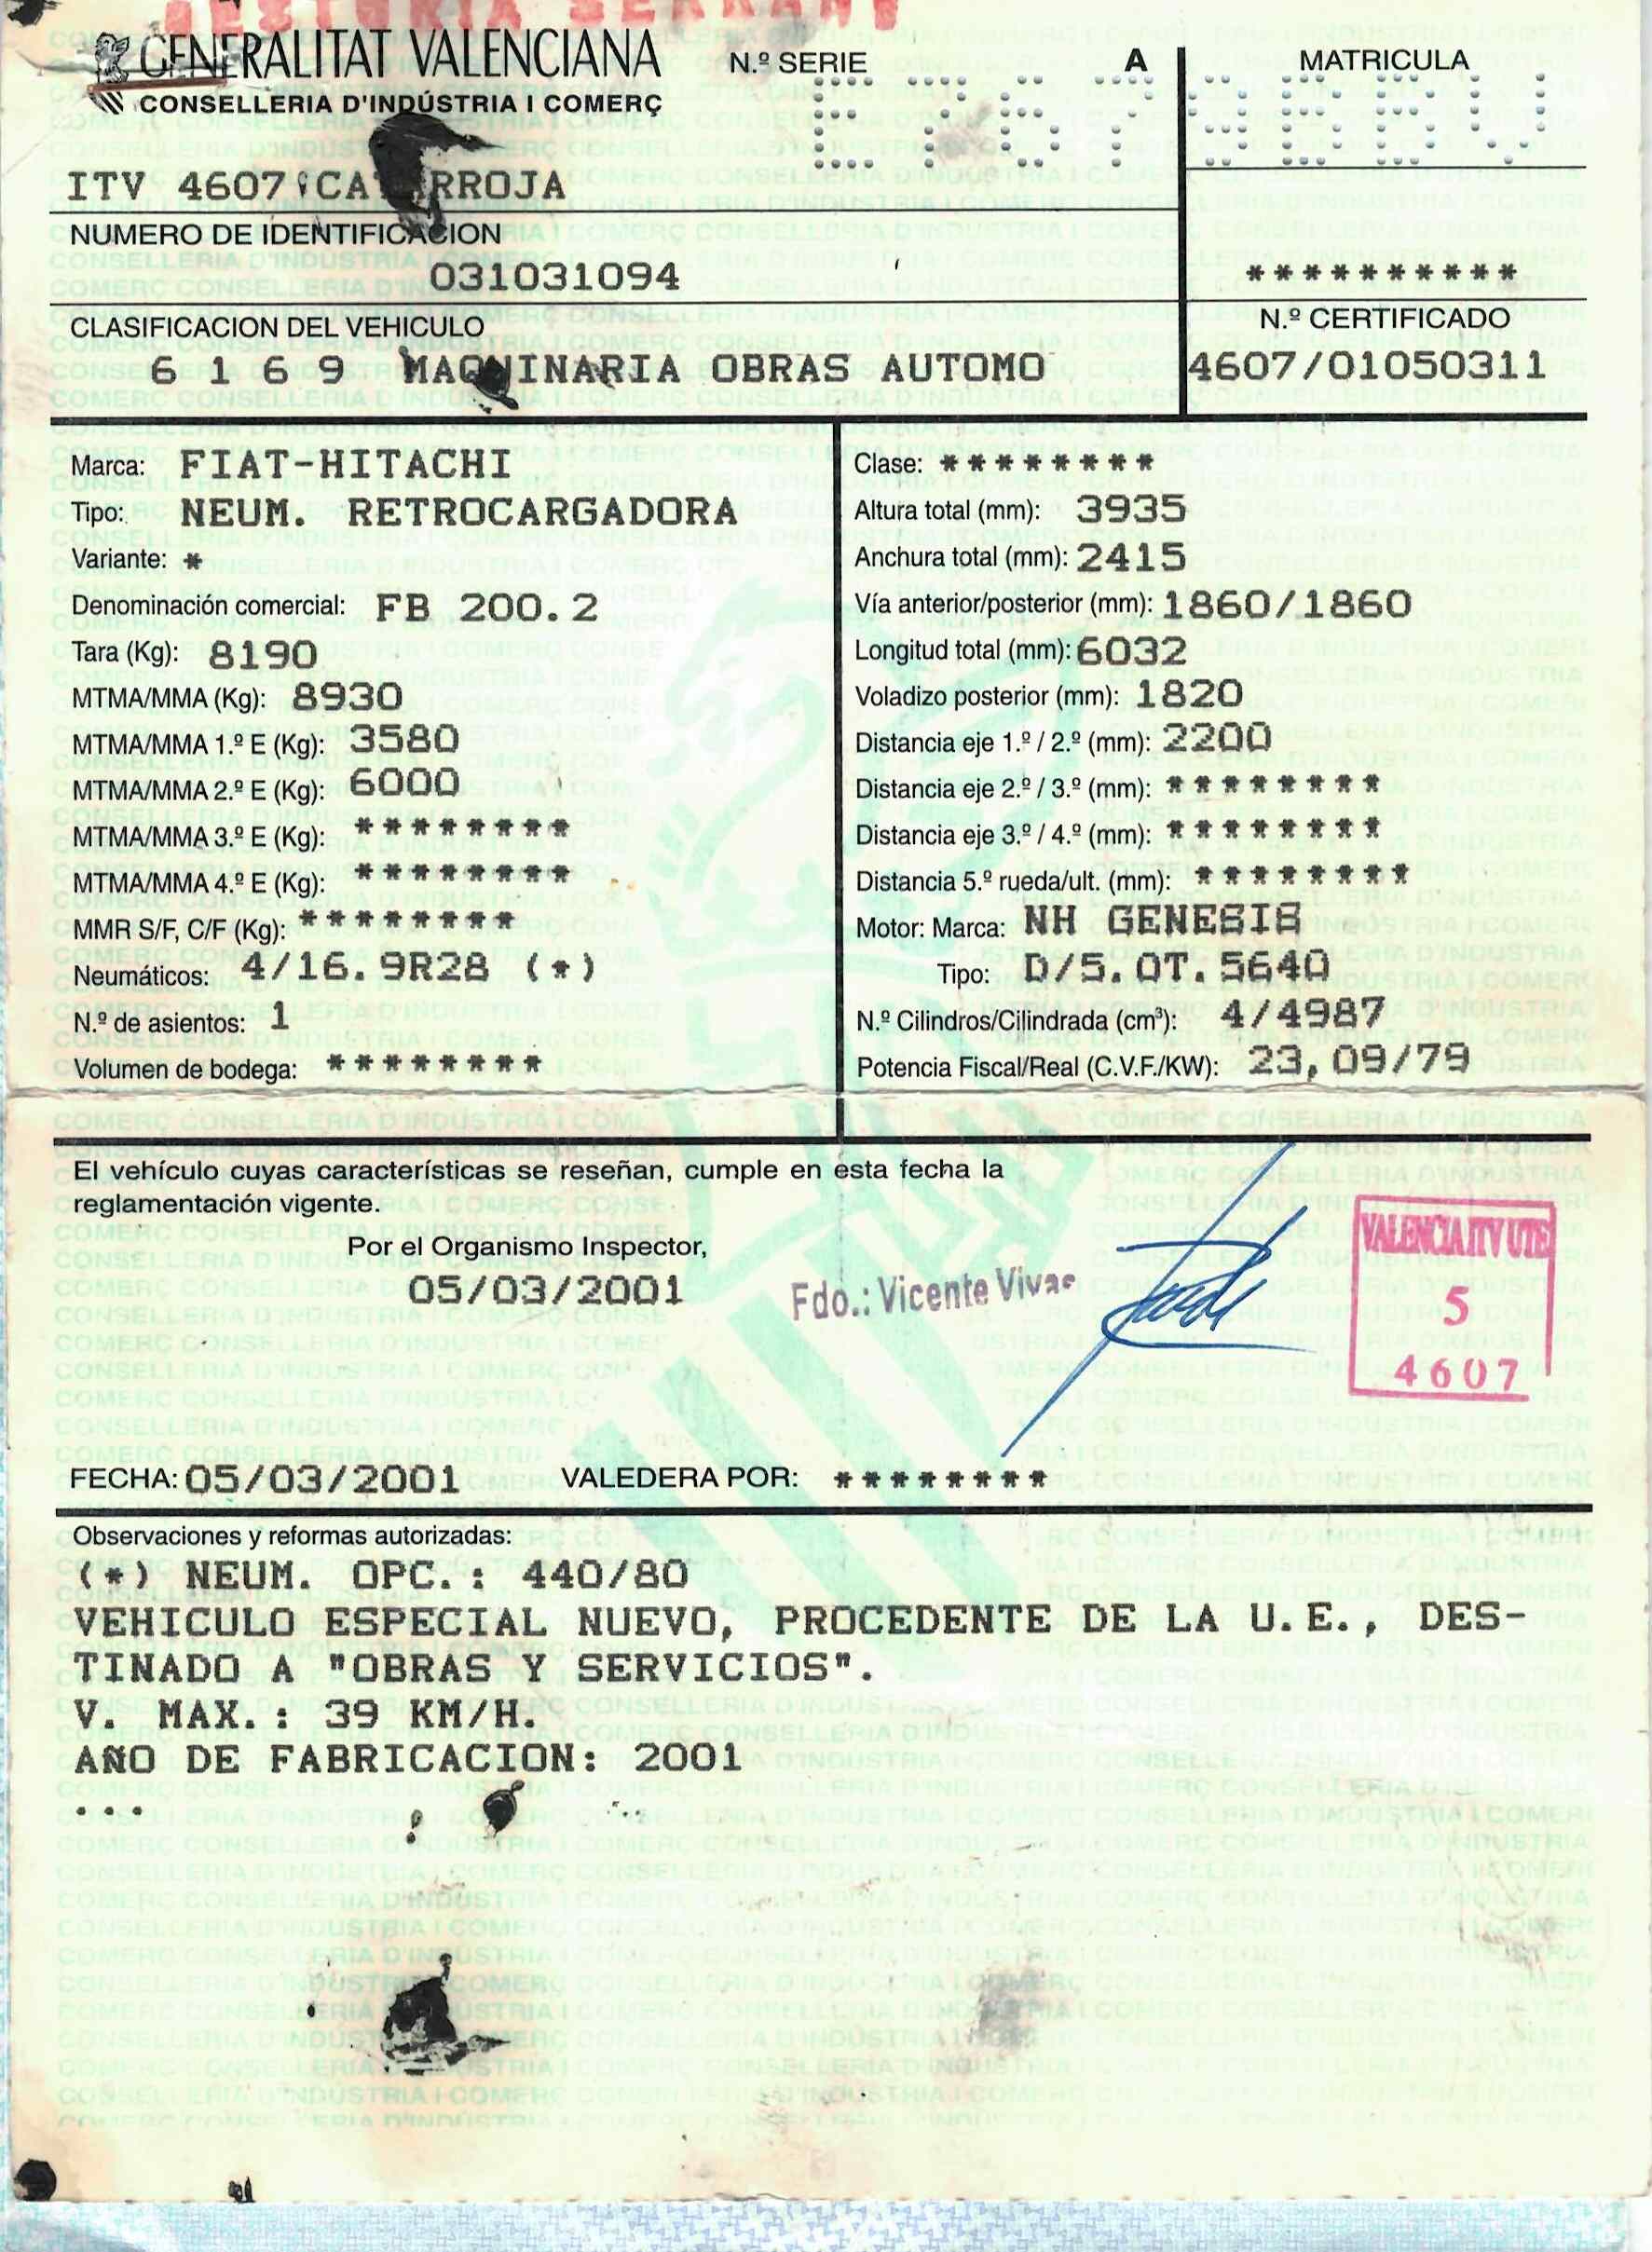 GESTORIA SERRANO
GENERALITAT VALENCIANA
CONSELLERIA D'INDÚSTRIA I COMERÇ
N.º SERIE A
MATRICULA
ITV 4607 CATARROJA
NUMERO DE IDENTIFICACION
031031094
**********
CLASIFICACION DEL VEHICULO
N.º CERTIFICADO
6 1 6 9 MAQUINARIA OBRAS AUTOMO
4607/01050311
Marca: FIAT-HITACHI
Tipo: NEUM. RETROCARGADORA
Variante: *
Denominación comercial: FB 200.2
Tara (Kg): 8190
MTMA/MMA (Kg): 8930
MTMA/MMA 1.º E (Kg): 3580
MTMA/MMA 2.º E (Kg): 6000
MTMA/MMA 3.º E (Kg): ********
MTMA/MMA 4.º E (Kg): ********
MMR S/F, C/F (Kg): ********
Neumáticos: 4/16.9R28 (*)
N.º de asientos: 1
Volumen de bodega: ********
Clase: ********
Altura total (mm): 3935
Anchura total (mm): 2415
Vía anterior/posterior (mm): 1860/1860
Longitud total (mm): 6032
Voladizo posterior (mm): 1820
Distancia eje 1.º / 2.º (mm): 2200
Distancia eje 2.º / 3.º (mm): ********
Distancia eje 3.º / 4.º (mm): ********
Distancia 5.º rueda/ult. (mm): ********
Motor: Marca: NH GENESIS
Tipo: D/5.0T.5640
N.º Cilindros/Cilindrada (cm³): 4/4987
Potencia Fiscal/Real (C.V.F./KW): 23,09/79
El vehículo cuyas características se reseñan, cumple en esta fecha la
reglamentación vigente.
Por el Organismo Inspector,
05/03/2001
Fdo.: Vicente Vivas
VALENCIA ITV UTE
5
4607
FECHA: 05/03/2001 VALEDERA POR: ********
Observaciones y reformas autorizadas:
(*) NEUM. OPC.: 440/80
VEHICULO ESPECIAL NUEVO, PROCEDENTE DE LA U.E., DES-
TINADO A "OBRAS Y SERVICIOS".
V. MAX.: 39 KM/H.
AÑO DE FABRICACION: 2001
...